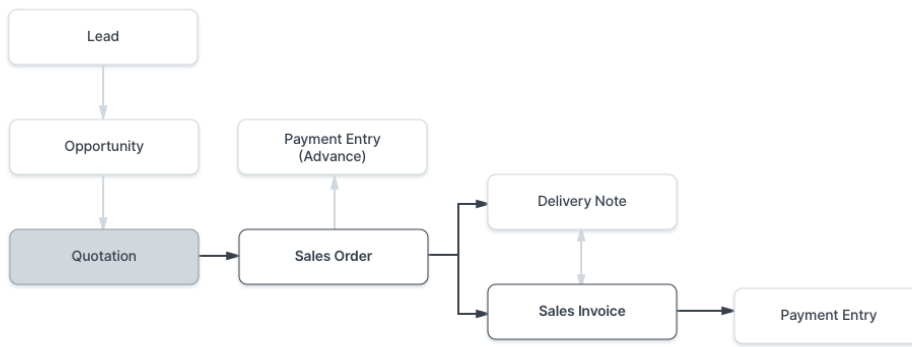 Lead
Opportunity
Payment Entry
(Advance)
Delivery Note
Quotation
Sales Order
Sales Invoice
Payment Entry